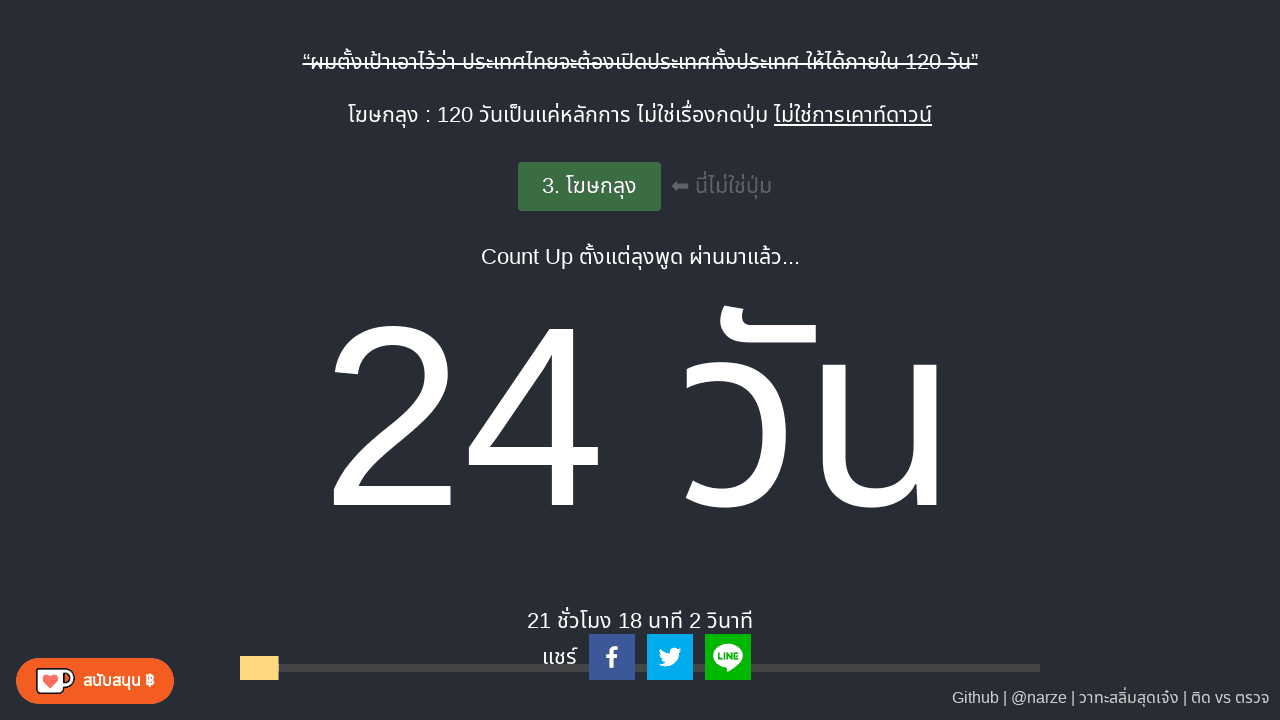 “ผมตั้งเป้าเอาไว้ว่า ประเทศไทยจะต้องเปิดประเทศทั้งประเทศ ให้ได้ภายใน 120 วัน”
โฆษกลุง : 120 วันเป็นแค่หลักการ ไม่ใช่เรื่องกดปุ่ม ไม่ใช่การเคาท์ดาวน์
3. โฆษกลุง ⬅ นี่ไม่ใช่ปุ่ม
Count Up ตั้งแต่ลุงพูด ผ่านมาแล้ว...
24 วัน
21 ชั่วโมง 18 นาที 2 วินาที
แชร์
LINE
สนับสนุน ฿
Github | @narze | วาทะสลิ่มสุดเจ๋ง | ติด vs ตรวจ